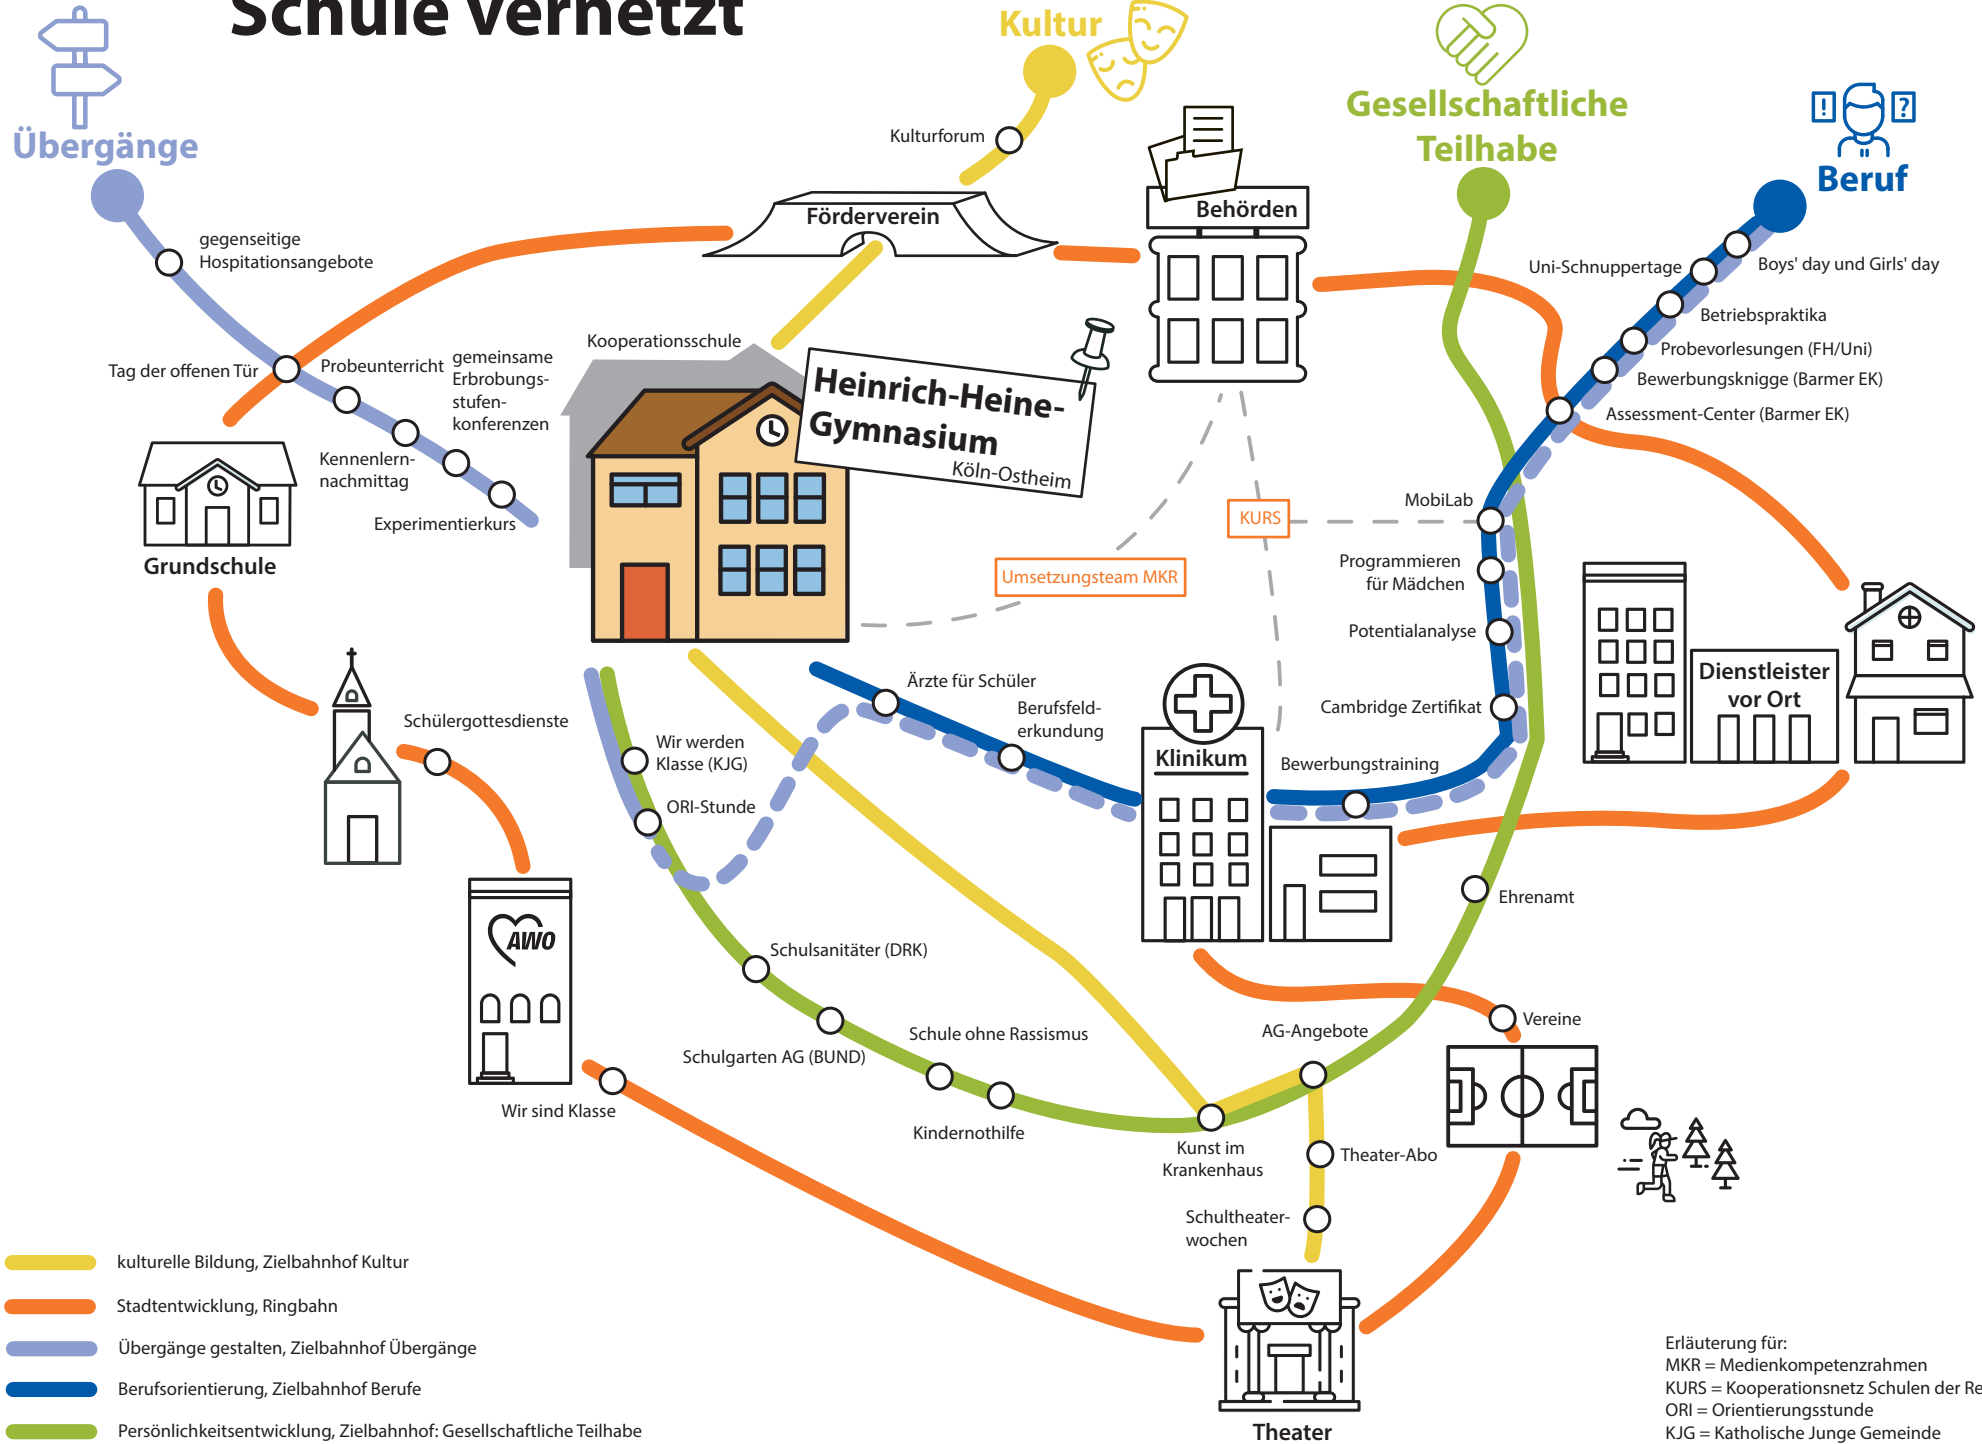 Schule vernetzt
Kultur
Gesellschaftliche
Teilhabe
! ?
Beruf
Übergänge
Kulturforum
Förderverein
Behörden
gegenseitige
Hospitationsangebote
Uni-Schnuppertage
Boys' day und Girls' day
Betriebspraktika
Probevorlesungen (FH/Uni)
Bewerbungsknigge (Barmer EK)
Assessment-Center (Barmer EK)
Kooperationsschule
Tag der offenen Tür
Probeunterricht
gemeinsame
Erbrobungs-
stufen-
konferenzen
Heinrich-Heine-
Gymnasium
Köln-Ostheim
Kennenlern-
nachmittag
Experimentierkurs
Grundschule
MobiLab
KURS
Umsetzungsteam MKR
Programmieren
für Mädchen
Potentialanalyse
Dienstleister
vor Ort
Cambridge Zertifikat
Ärzte für Schüler
Berufsfeld-
erkundung
Klinikum
Bewerbungstraining
Schülergottesdienste
Wir werden
Klasse (KJG)
ORI-Stunde
AWO
Ehrenamt
Schulsanitäter (DRK)
Schulgarten AG (BUND)
Schule ohne Rassismus
Kindernothilfe
AG-Angebote
Vereine
Wir sind Klasse
Kunst im
Krankenhaus
Theater-Abo
Schultheater-
wochen
Theater
kulturelle Bildung, Zielbahnhof Kultur
Stadtentwicklung, Ringbahn
Übergänge gestalten, Zielbahnhof Übergänge
Berufsorientierung, Zielbahnhof Berufe
Persönlichkeitsentwicklung, Zielbahnhof: Gesellschaftliche Teilhabe
Erläuterung für:
MKR = Medienkompetenzrahmen
KURS = Kooperationsnetz Schulen der Re
ORI = Orientierungsstunde
KJG = Katholische Junge Gemeinde